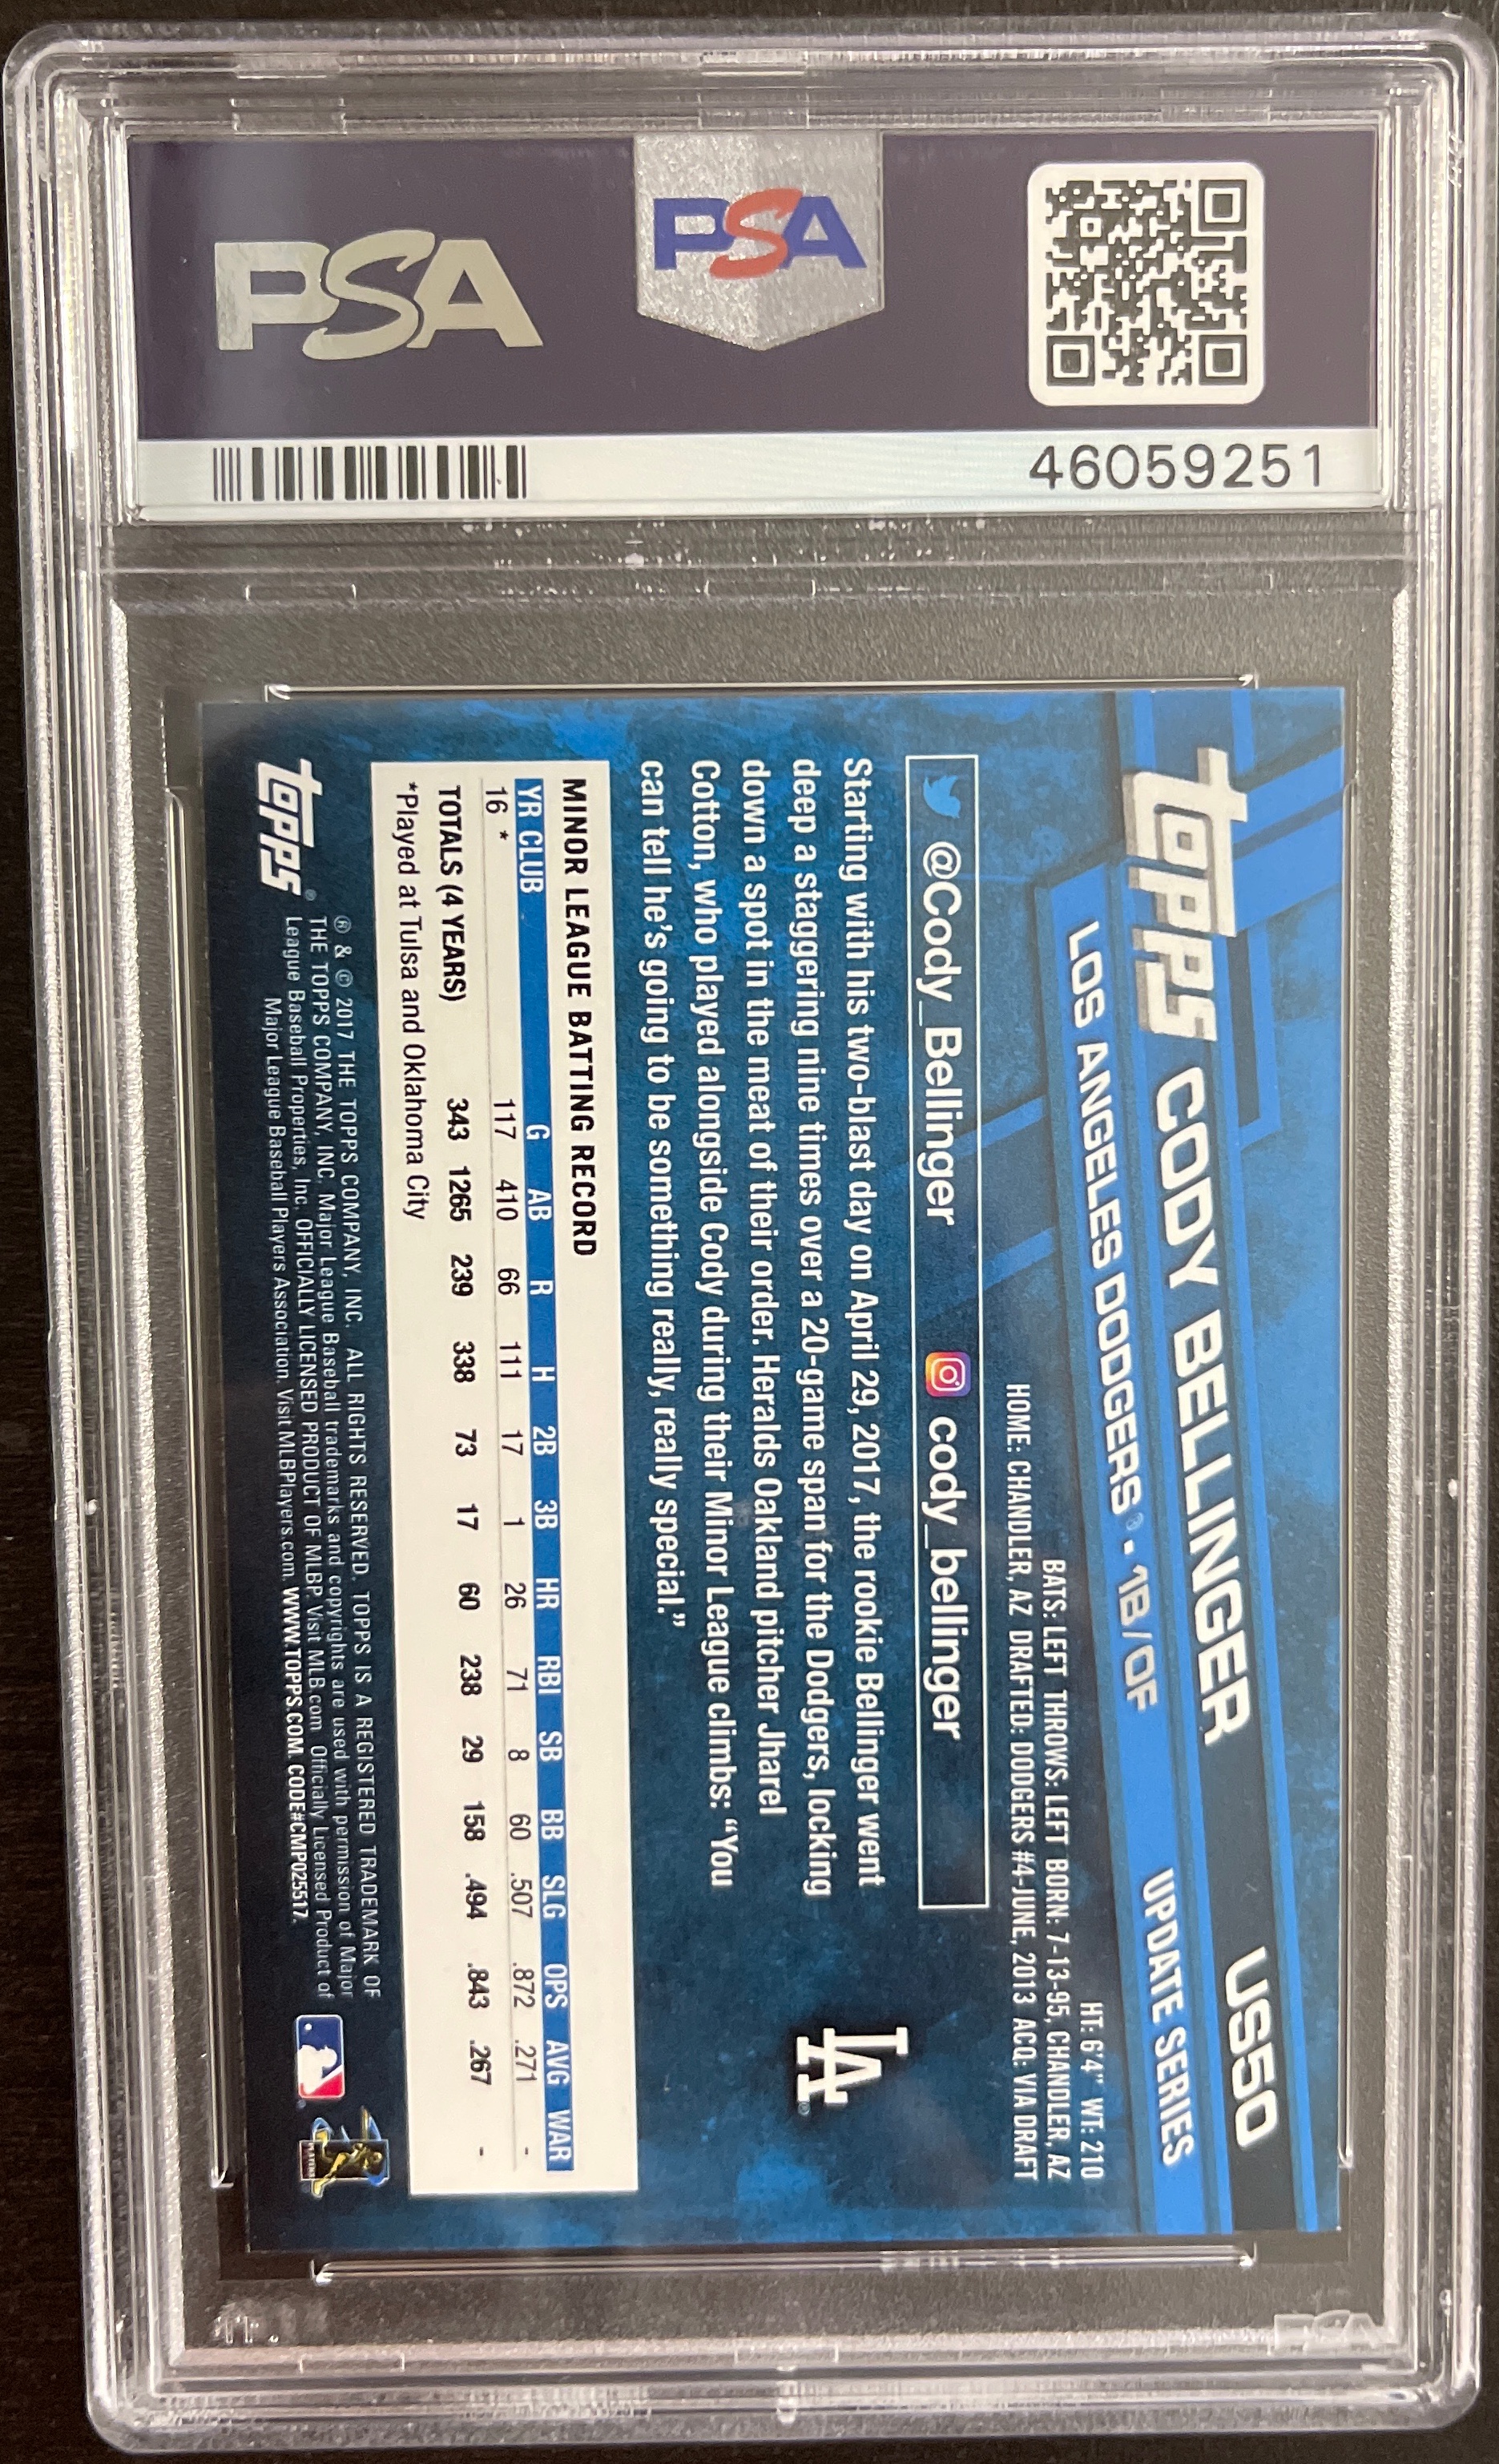 PSA
PSA
46059251
topps CODY BELLINGER US50
LOS ANGELES DODGERS® • 1B/OF UPDATE SERIES
HT: 6'4" WT: 210
BATS: LEFT THROWS: LEFT BORN: 7-13-95, CHANDLER, AZ
HOME: CHANDLER, AZ DRAFTED: DODGERS #4-JUNE, 2013 ACQ: VIA DRAFT
@Cody_Bellinger cody_bellinger
Starting with his two-blast day on April 29, 2017, the rookie Bellinger went
deep a staggering nine times over a 20-game span for the Dodgers, locking
down a spot in the meat of their order. Heralds Oakland pitcher Jharel
Cotton, who played alongside Cody during their Minor League climbs: “You
can tell he's going to be something really, really special.”
LA
MINOR LEAGUE BATTING RECORD
YR CLUB G AB R H 2B 3B HR RBI SB BB SLG OPS AVG WAR
16 * 117 410 66 111 17 1 26 71 8 60 .507 .872 .271 -
TOTALS (4 YEARS) 343 1265 239 338 73 17 60 238 29 158 .494 .843 .267 -
*Played at Tulsa and Oklahoma City
topps®
® & © 2017 THE TOPPS COMPANY, INC. ALL RIGHTS RESERVED. TOPPS IS A REGISTERED TRADEMARK OF
THE TOPPS COMPANY, INC. Major League Baseball trademarks and copyrights are used with permission of Major
League Baseball Properties, Inc. OFFICIALLY LICENSED PRODUCT OF MLBP. Visit MLB.com Officially Licensed Product of
Major League Baseball Players Association. Visit MLBPlayers.com. WWW.TOPPS.COM. CODE#CMP025517.
PSA